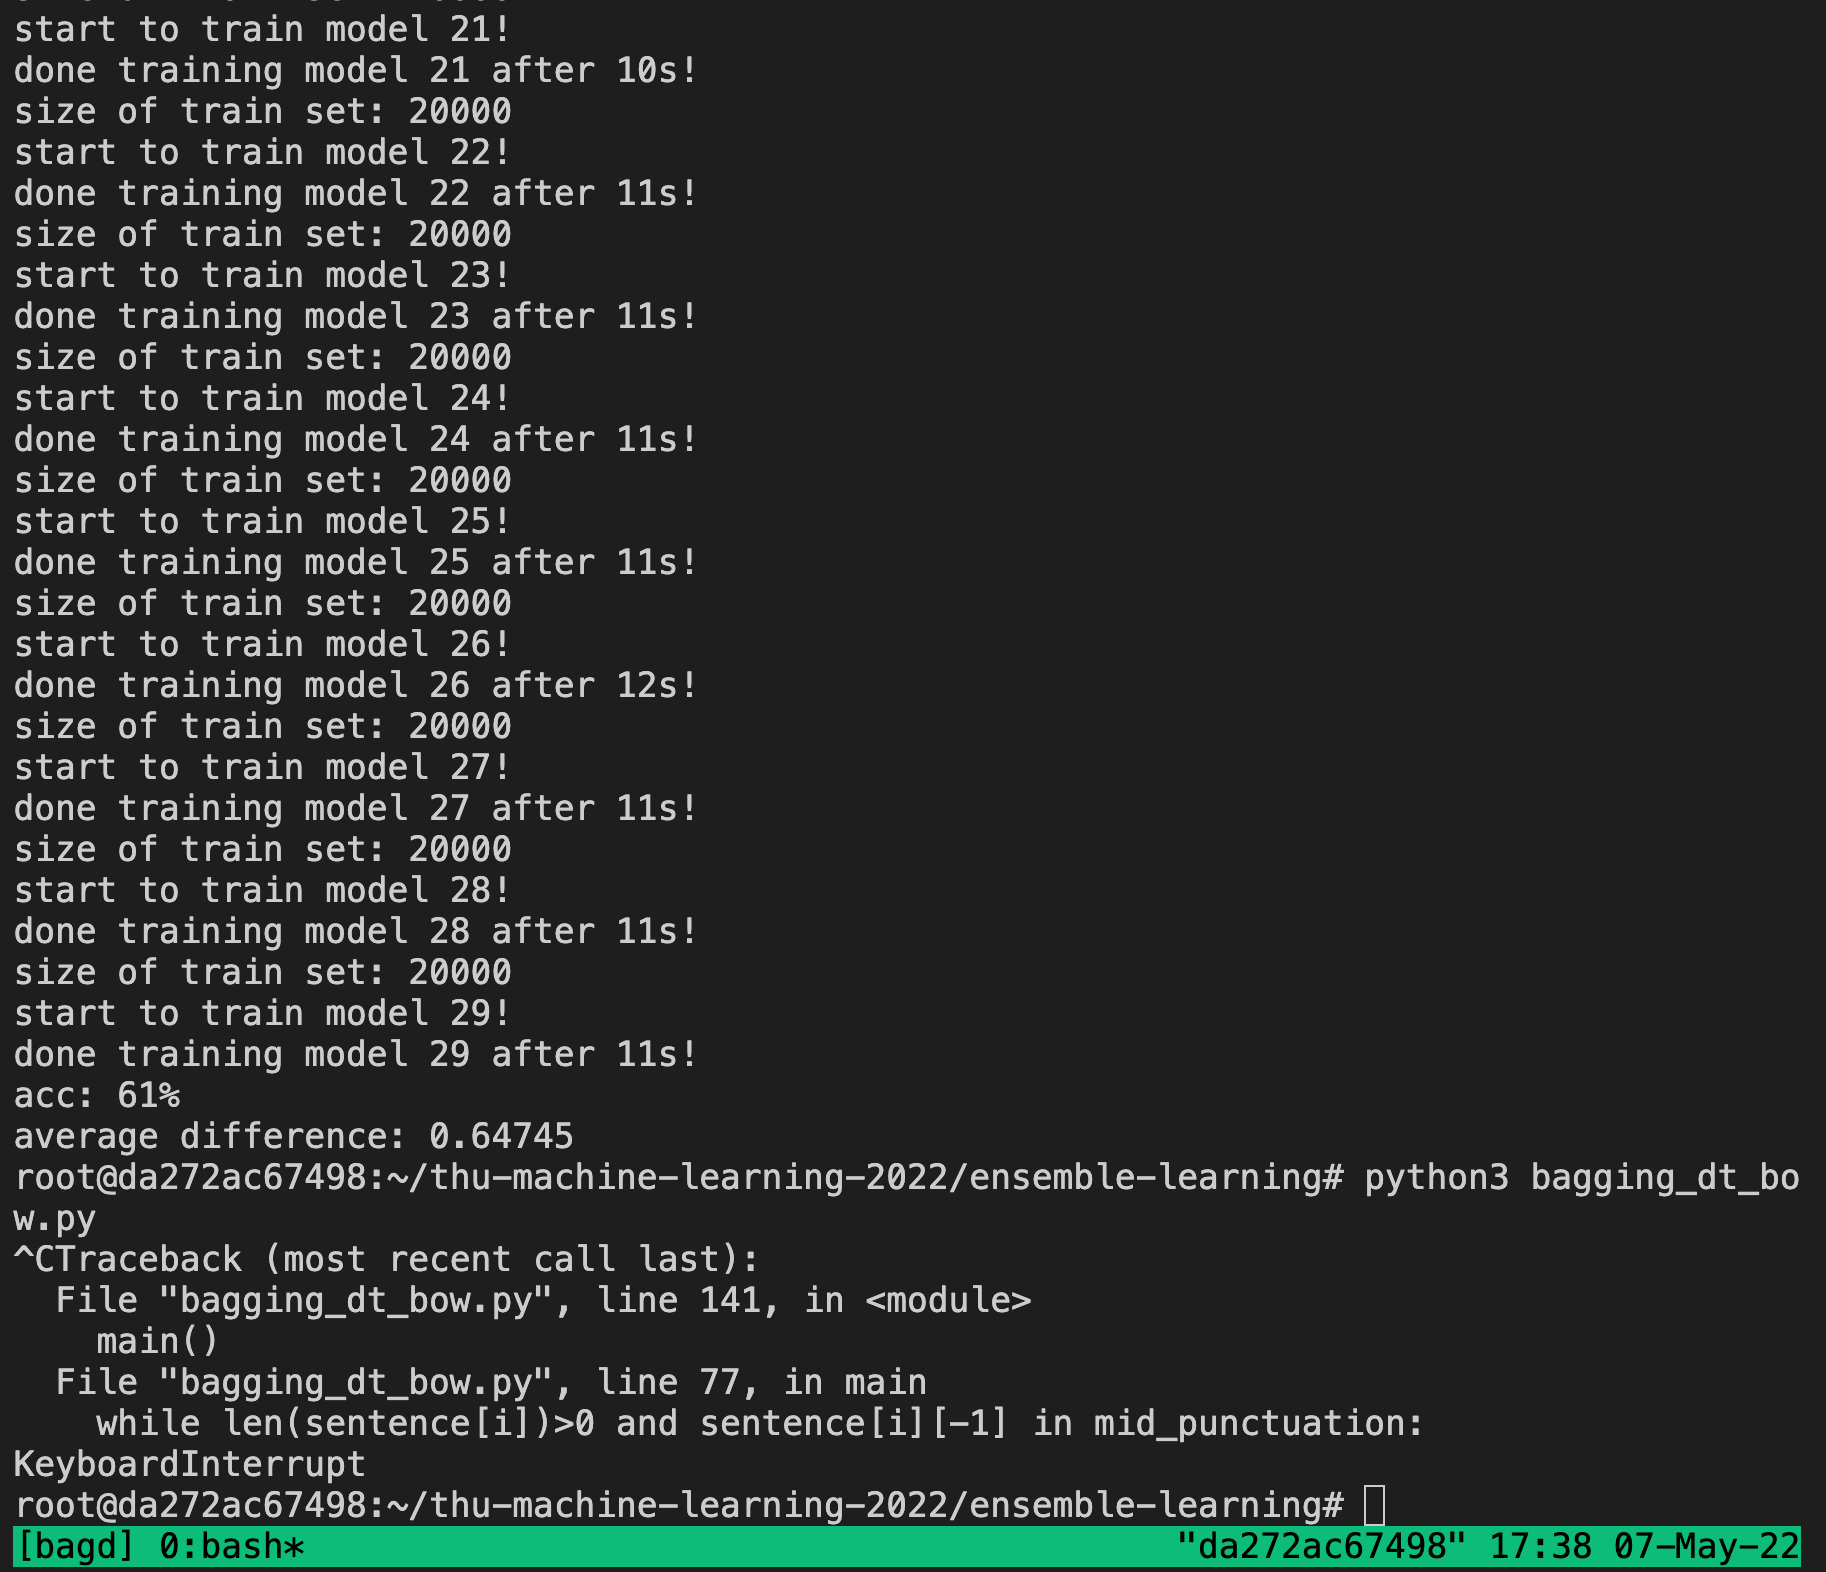 start to train model 21!
done training model 21 after 10s!
size of train set: 20000
start to train model 22!
done training model 22 after 11s!
size of train set: 20000
start to train model 23!
done training model 23 after 11s!
size of train set: 20000
start to train model 24!
done training model 24 after 11s!
size of train set: 20000
start to train model 25!
done training model 25 after 11s!
size of train set: 20000
start to train model 26!
done training model 26 after 12s!
size of train set: 20000
start to train model 27!
done training model 27 after 11s!
size of train set: 20000
start to train model 28!
done training model 28 after 11s!
size of train set: 20000
start to train model 29!
done training model 29 after 11s!
acc: 61%
average difference: 0.64745
root@da272ac67498:~/thu-machine-learning-2022/ensemble-learning# python3 bagging_dt_bo
w.py
^CTraceback (most recent call last):
  File "bagging_dt_bow.py", line 141, in <module>
    main()
  File "bagging_dt_bow.py", line 77, in main
    while len(sentence[i])>0 and sentence[i][-1] in mid_punctuation:
KeyboardInterrupt
root@da272ac67498:~/thu-machine-learning-2022/ensemble-learning#
[bagd] 0:bash* "da272ac67498" 17:38 07-May-22